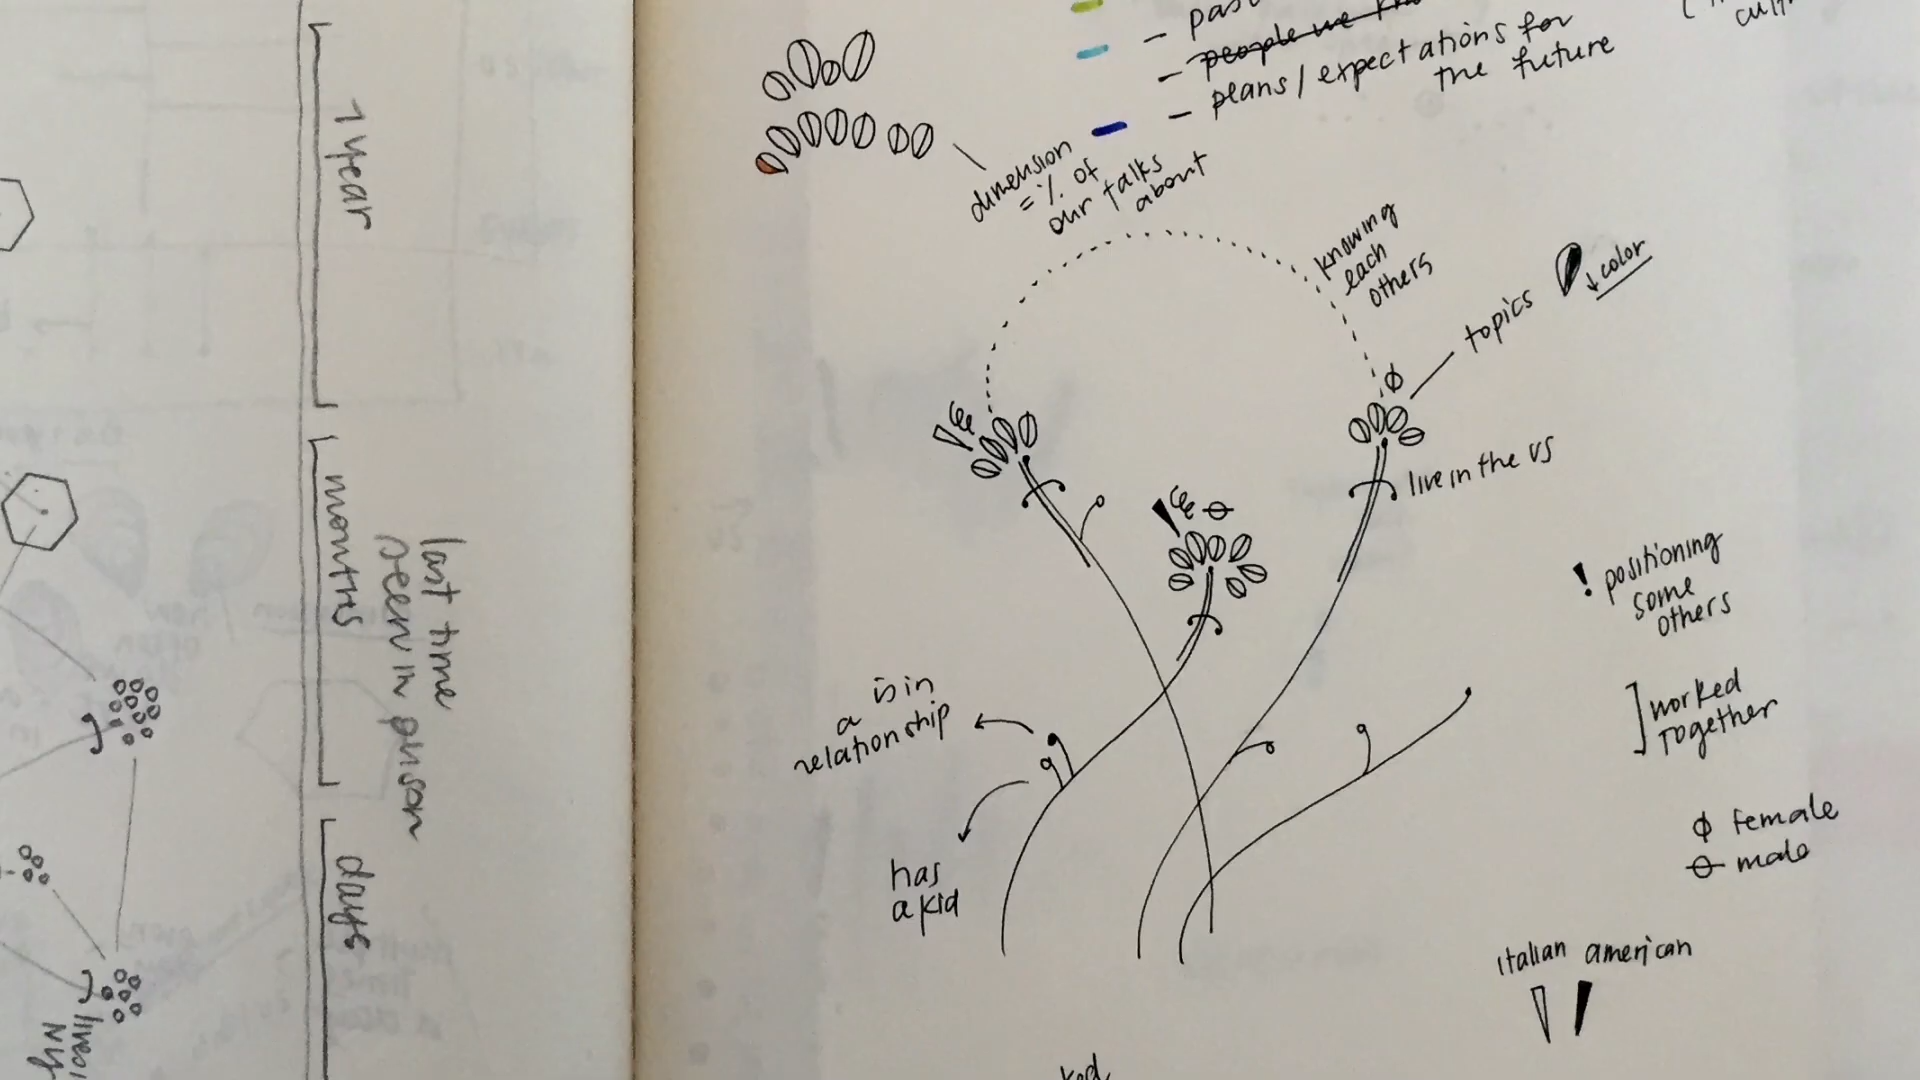 1 year
months
last time
seen in person
days
lived
NY
past
people we
plans / expectations for
the future
dimension
= % of
our talks
about
knowing
each
others
topics
color
live in the US
! positioning
some
others
is in
a
relationship
worked
together
has
a kid
female
male
italian american